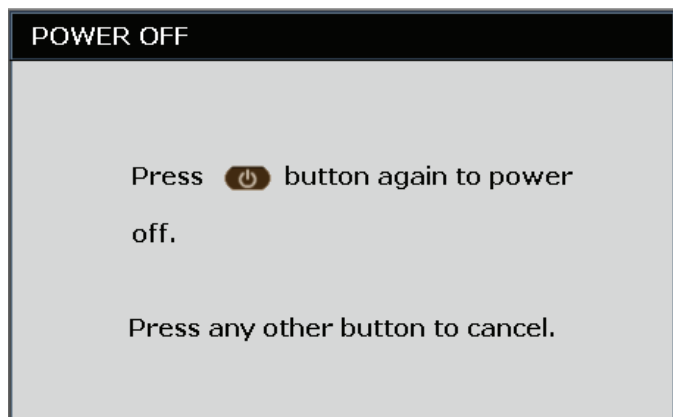 POWER OFF
Press button again to power
off.
Press any other button to cancel.